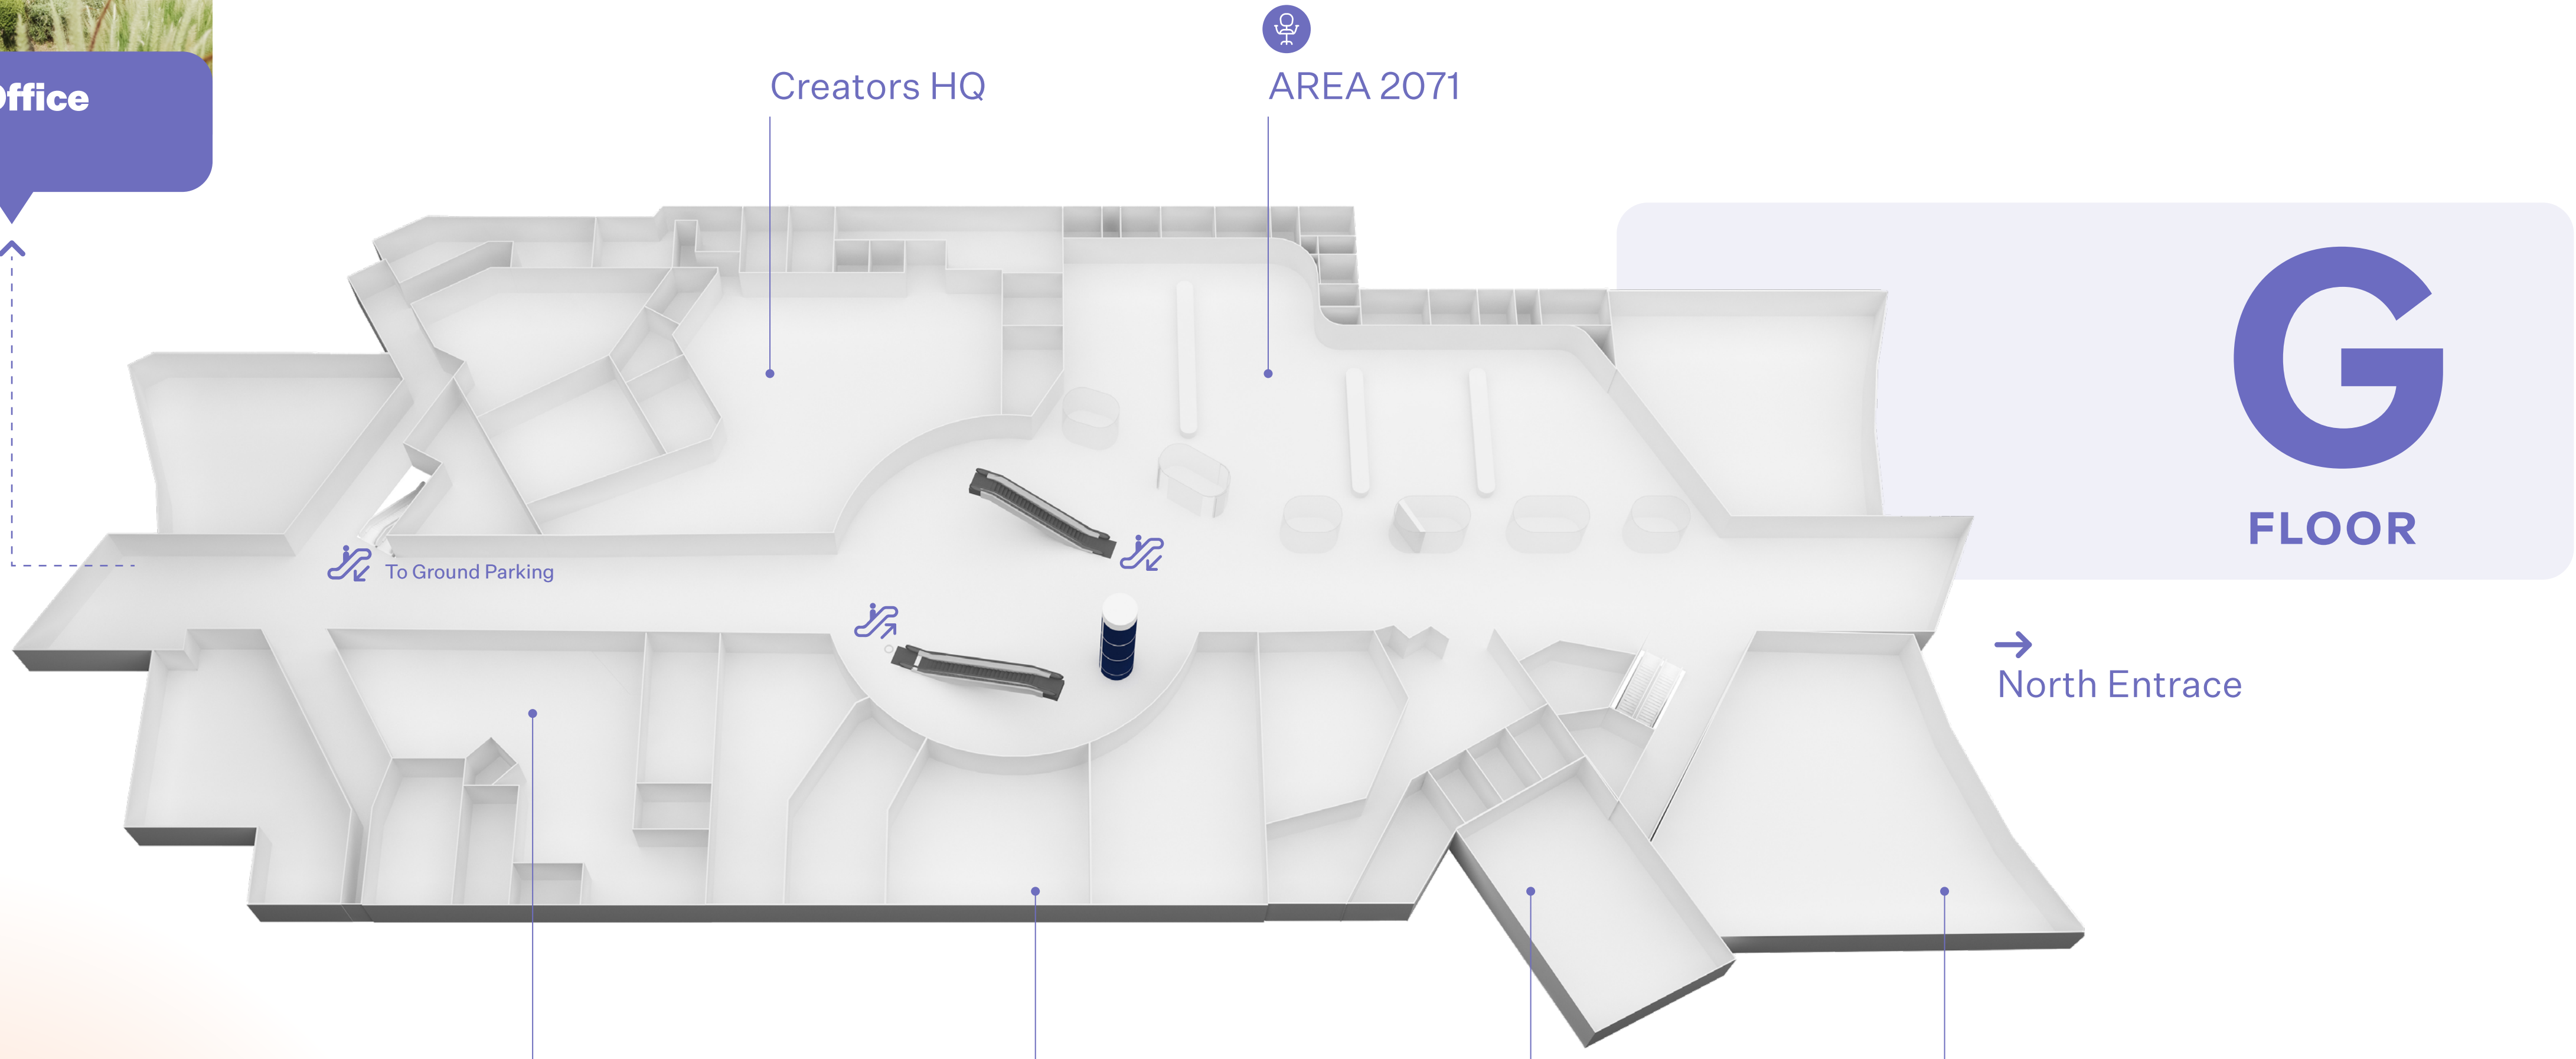 Office
Creators HQ
AREA 2071
G
FLOOR
To Ground Parking
North Entrace